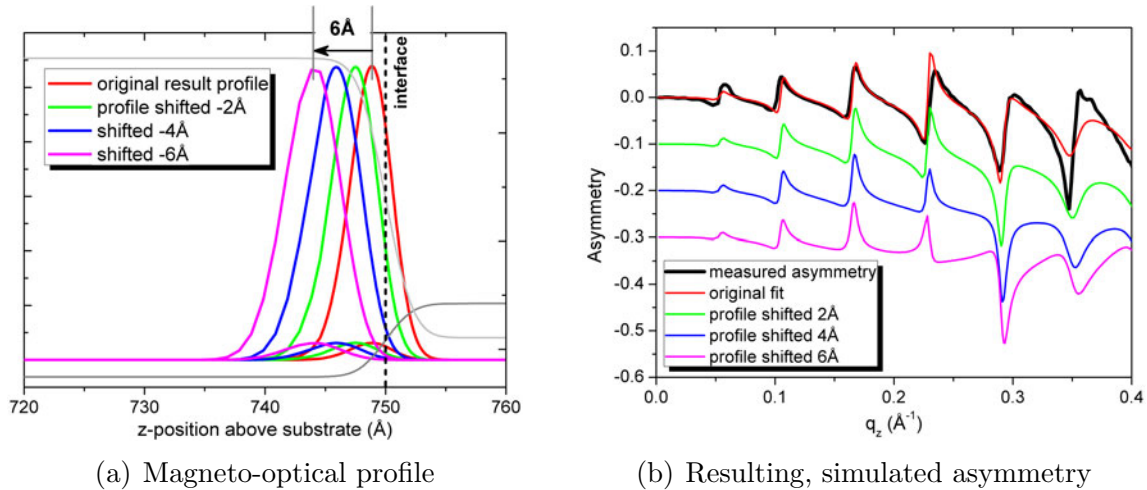 6Å
interface
original result profile
profile shifted -2Å
shifted -4Å
shifted -6Å
720 730 740 750 760
z-position above substrate (Å)
(a) Magneto-optical profile
0.1
0.0
-0.1
-0.2
-0.3
-0.4
-0.5
-0.6
Asymmetry
measured asymmetry
original fit
profile shifted 2Å
profile shifted 4Å
profile shifted 6Å
0.0 0.1 0.2 0.3 0.4
q_z (Å⁻¹)
(b) Resulting, simulated asymmetry